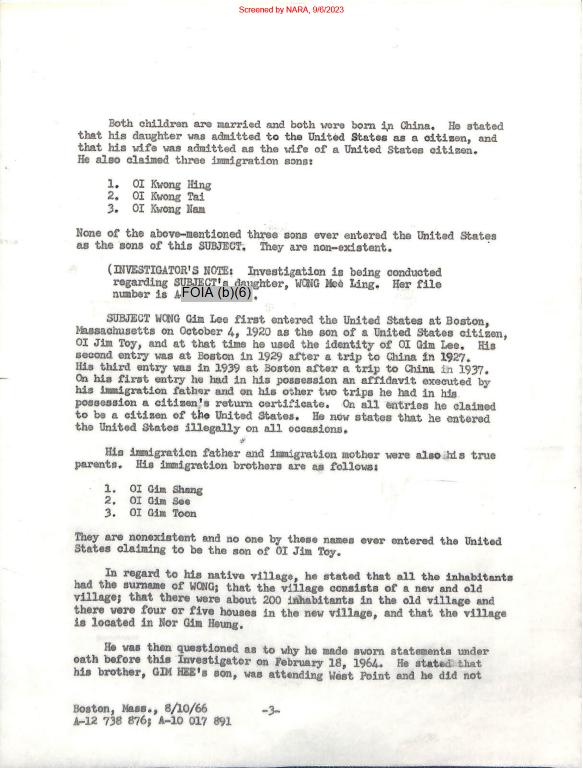 Screened by NARA, 9/6/2023
Both children are married and both were born in China. He stated
that his daughter was admitted to the United States as a citizen, and
that his wife was admitted as the wife of a United States citizen.
He also claimed three immigration sons:
1. OI Kwong Hing
2. OI Kwong Tai
3. OI Kwong Nam
None of the above-mentioned three sons ever entered the United States
as the sons of this SUBJECT. They are non-existent.
(INVESTIGATOR'S NOTE: Investigation is being conducted
regarding SUBJECT's daughter, WONG Mee Ling. Her file
number is A FOIA (b)(6).
SUBJECT WONG Gim Lee first entered the United States at Boston,
Massachusetts on October 4, 1920 as the son of a United States citizen,
OI Jim Toy, and at that time he used the identity of OI Gim Lee. His
second entry was at Boston in 1929 after a trip to China in 1927.
His third entry was in 1939 at Boston after a trip to China in 1937.
On his first entry he had in his possession an affidavit executed by
his immigration father and on his other two trips he had in his
possession a citizen's return certificate. On all entries he claimed
to be a citizen of the United States. He now states that he entered
the United States illegally on all occasions.
His immigration father and immigration mother were also his true
parents. His immigration brothers are as follows:
1. OI Gim Shang
2. OI Gim See
3. OI Gim Toon
They are nonexistent and no one by these names ever entered the United
States claiming to be the son of OI Jim Toy.
In regard to his native village, he stated that all the inhabitants
had the surname of WONG; that the village consists of a new and old
village; that there were about 200 inhabitants in the old village and
there were four or five houses in the new village, and that the village
is located in Nor Gim Heung.
He was then questioned as to why he made sworn statements under
oath before this Investigator on February 18, 1964. He stated that
his brother, GIM HEE's son, was attending West Point and he did not
Boston, Mass., 8/10/66 -3-
A-12 738 876; A-10 017 891